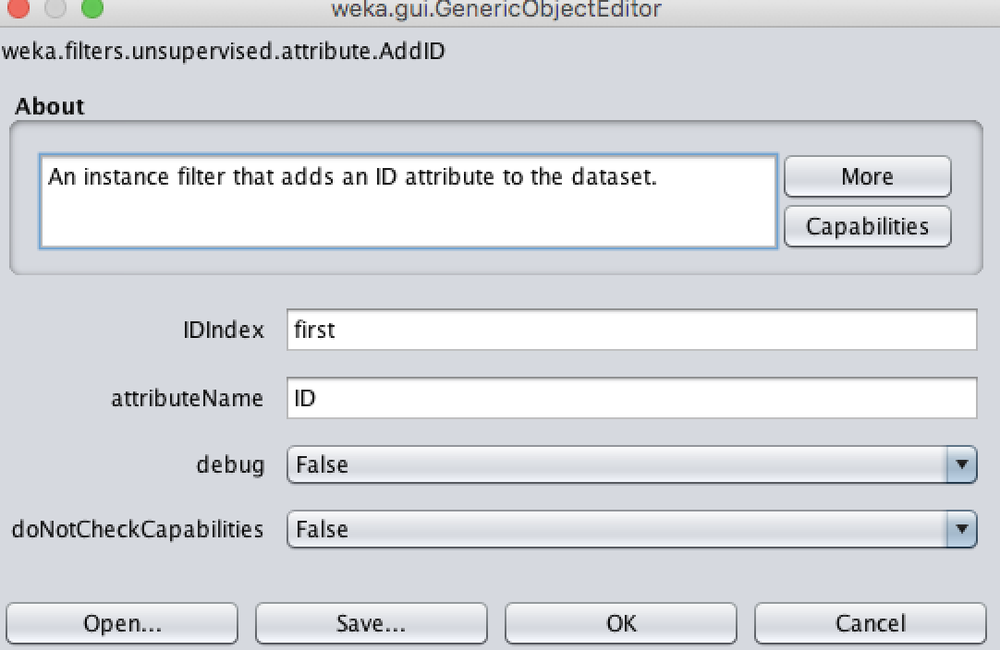 weka.gui.GenericObjectEditor
weka.filters.unsupervised.attribute.AddID
About
An instance filter that adds an ID attribute to the dataset.
More
Capabilities
IDIndex first
attributeName ID
debug False
doNotCheckCapabilities False
Open... Save... OK Cancel